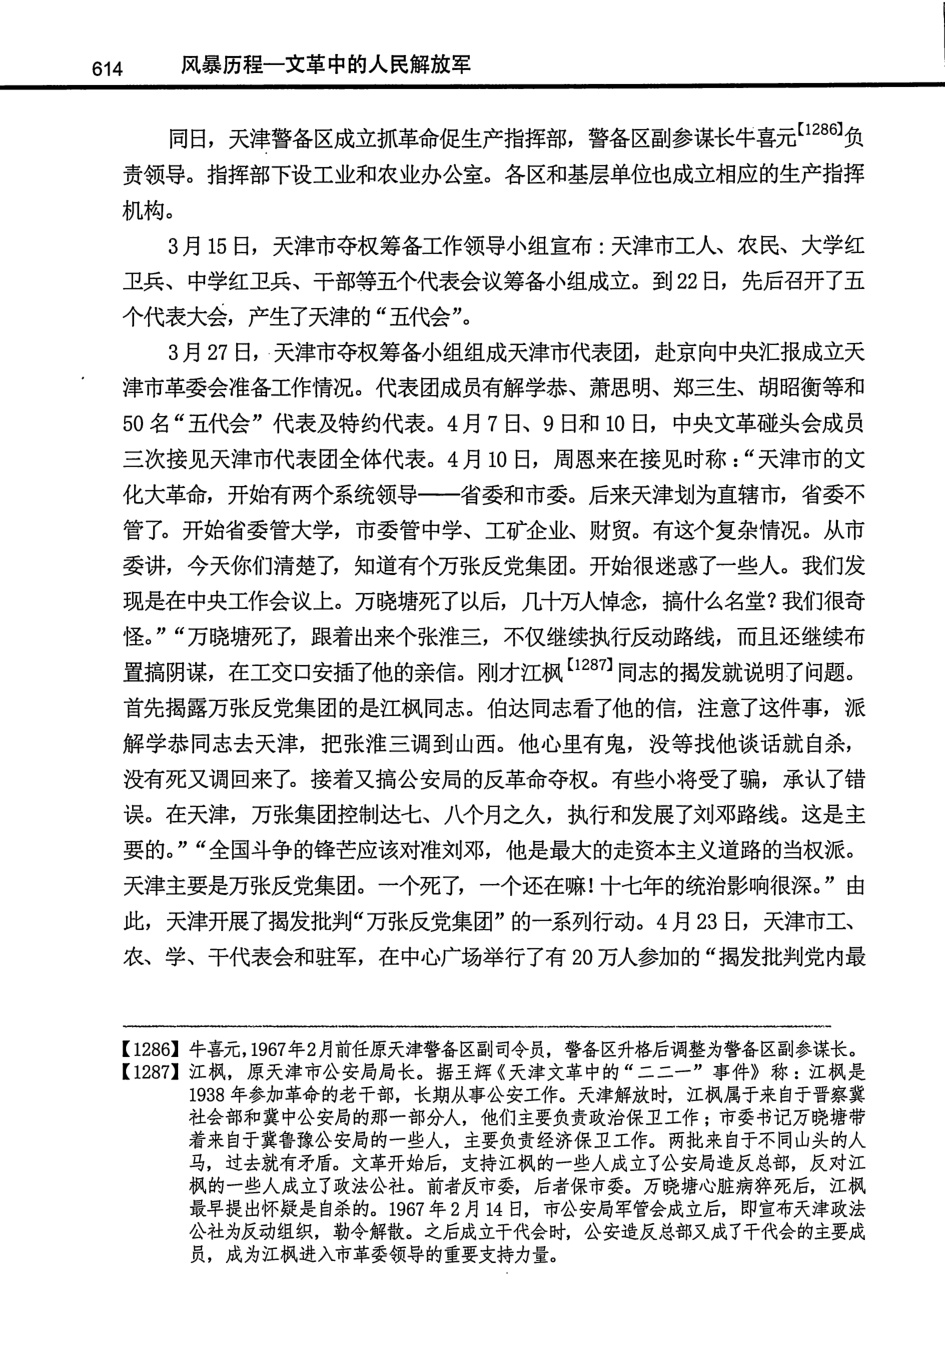 614 风暴历程—文革中的人民解放军
同日，天津警备区成立抓革命促生产指挥部，警备区副参谋长牛喜元【1286】负
责领导。指挥部下设工业和农业办公室。各区和基层单位也成立相应的生产指挥
机构。
3月15日，天津市夺权筹备工作领导小组宣布：天津市工人、农民、大学红
卫兵、中学红卫兵、干部等五个代表会议筹备小组成立。到22日，先后召开了五
个代表大会，产生了天津的“五代会”。
3月27日，天津市夺权筹备小组组成天津市代表团，赴京向中央汇报成立天
津市革委会准备工作情况。代表团成员有解学恭、萧思明、郑三生、胡昭衡等和
50名“五代会”代表及特约代表。4月7日、9日和10日，中央文革碰头会成员
三次接见天津市代表团全体代表。4月10日，周恩来在接见时称：“天津市的文
化大革命，开始有两个系统领导——省委和市委。后来天津划为直辖市，省委不
管了。开始省委管大学，市委管中学、工矿企业、财贸。有这个复杂情况。从市
委讲，今天你们清楚了，知道有个万张反党集团。开始很迷惑了一些人。我们发
现是在中央工作会议上。万晓塘死了以后，几十万人悼念，搞什么名堂？我们很奇
怪。”“万晓塘死了，跟着出来个张淮三，不仅继续执行反动路线，而且还继续布
置搞阴谋，在工交口安插了他的亲信。刚才江枫【1287】同志的揭发就说明了问题。
首先揭露万张反党集团的是江枫同志。伯达同志看了他的信，注意了这件事，派
解学恭同志去天津，把张淮三调到山西。他心里有鬼，没等找他谈话就自杀，
没有死又调回来了。接着又搞公安局的反革命夺权。有些小将受了骗，承认了错
误。在天津，万张集团控制达七、八个月之久，执行和发展了刘邓路线。这是主
要的。”“全国斗争的锋芒应该对准刘邓，他是最大的走资本主义道路的当权派。
天津主要是万张反党集团。一个死了，一个还在嘛！十七年的统治影响很深。”由
此，天津开展了揭发批判“万张反党集团”的一系列行动。4月23日，天津市工、
农、学、干代表会和驻军，在中心广场举行了有20万人参加的“揭发批判党内最
【1286】牛喜元，1967年2月前任原天津警备区副司令员，警备区升格后调整为警备区副参谋长。
【1287】江枫，原天津市公安局局长。据王辉《天津文革中的“二二一”事件》称：江枫是
1938年参加革命的老干部，长期从事公安工作。天津解放时，江枫属于来自于晋察冀
社会部和冀中公安局的那一部分人，他们主要负责政治保卫工作；市委书记万晓塘带
着来自于冀鲁豫公安局的一些人，主要负责经济保卫工作。两批来自于不同山头的人
马，过去就有矛盾。文革开始后，支持江枫的一些人成立了公安局造反总部，反对江
枫的一些人成立了政法公社。前者反市委，后者保市委。万晓塘心脏病猝死后，江枫
最早提出怀疑是自杀的。1967年2月14日，市公安局军管会成立后，即宣布天津政法
公社为反动组织，勒令解散。之后成立干代会时，公安造反总部又成了干代会的主要成
员，成为江枫进入市革委领导的重要支持力量。